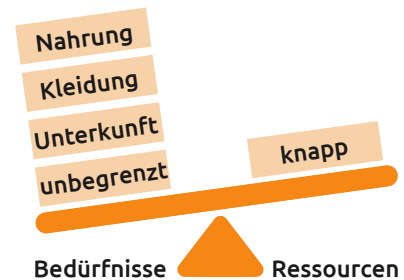 Nahrung
Kleidung
Unterkunft
unbegrenzt
knapp
Bedürfnisse
Ressourcen